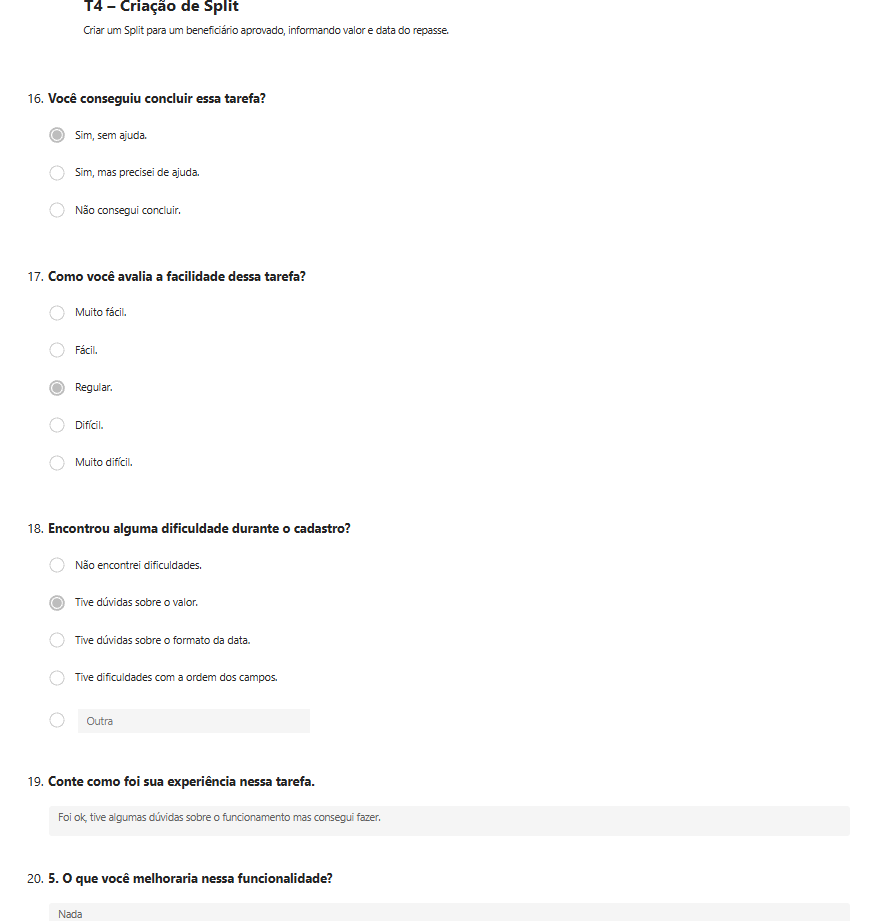 T4 – Criação de Split
Criar um Split para um beneficiário aprovado, informando valor e data do repasse.
16. Você conseguiu concluir essa tarefa?
Sim, sem ajuda.
Sim, mas precisei de ajuda.
Não consegui concluir.
17. Como você avalia a facilidade dessa tarefa?
Muito fácil.
Fácil.
Regular.
Difícil.
Muito difícil.
18. Encontrou alguma dificuldade durante o cadastro?
Não encontrei dificuldades.
Tive dúvidas sobre o valor.
Tive dúvidas sobre o formato da data.
Tive dificuldades com a ordem dos campos.
Outra
19. Conte como foi sua experiência nessa tarefa.
Foi ok, tive algumas dúvidas sobre o funcionamento mas consegui fazer.
20. 5. O que você melhoraria nessa funcionalidade?
Nada